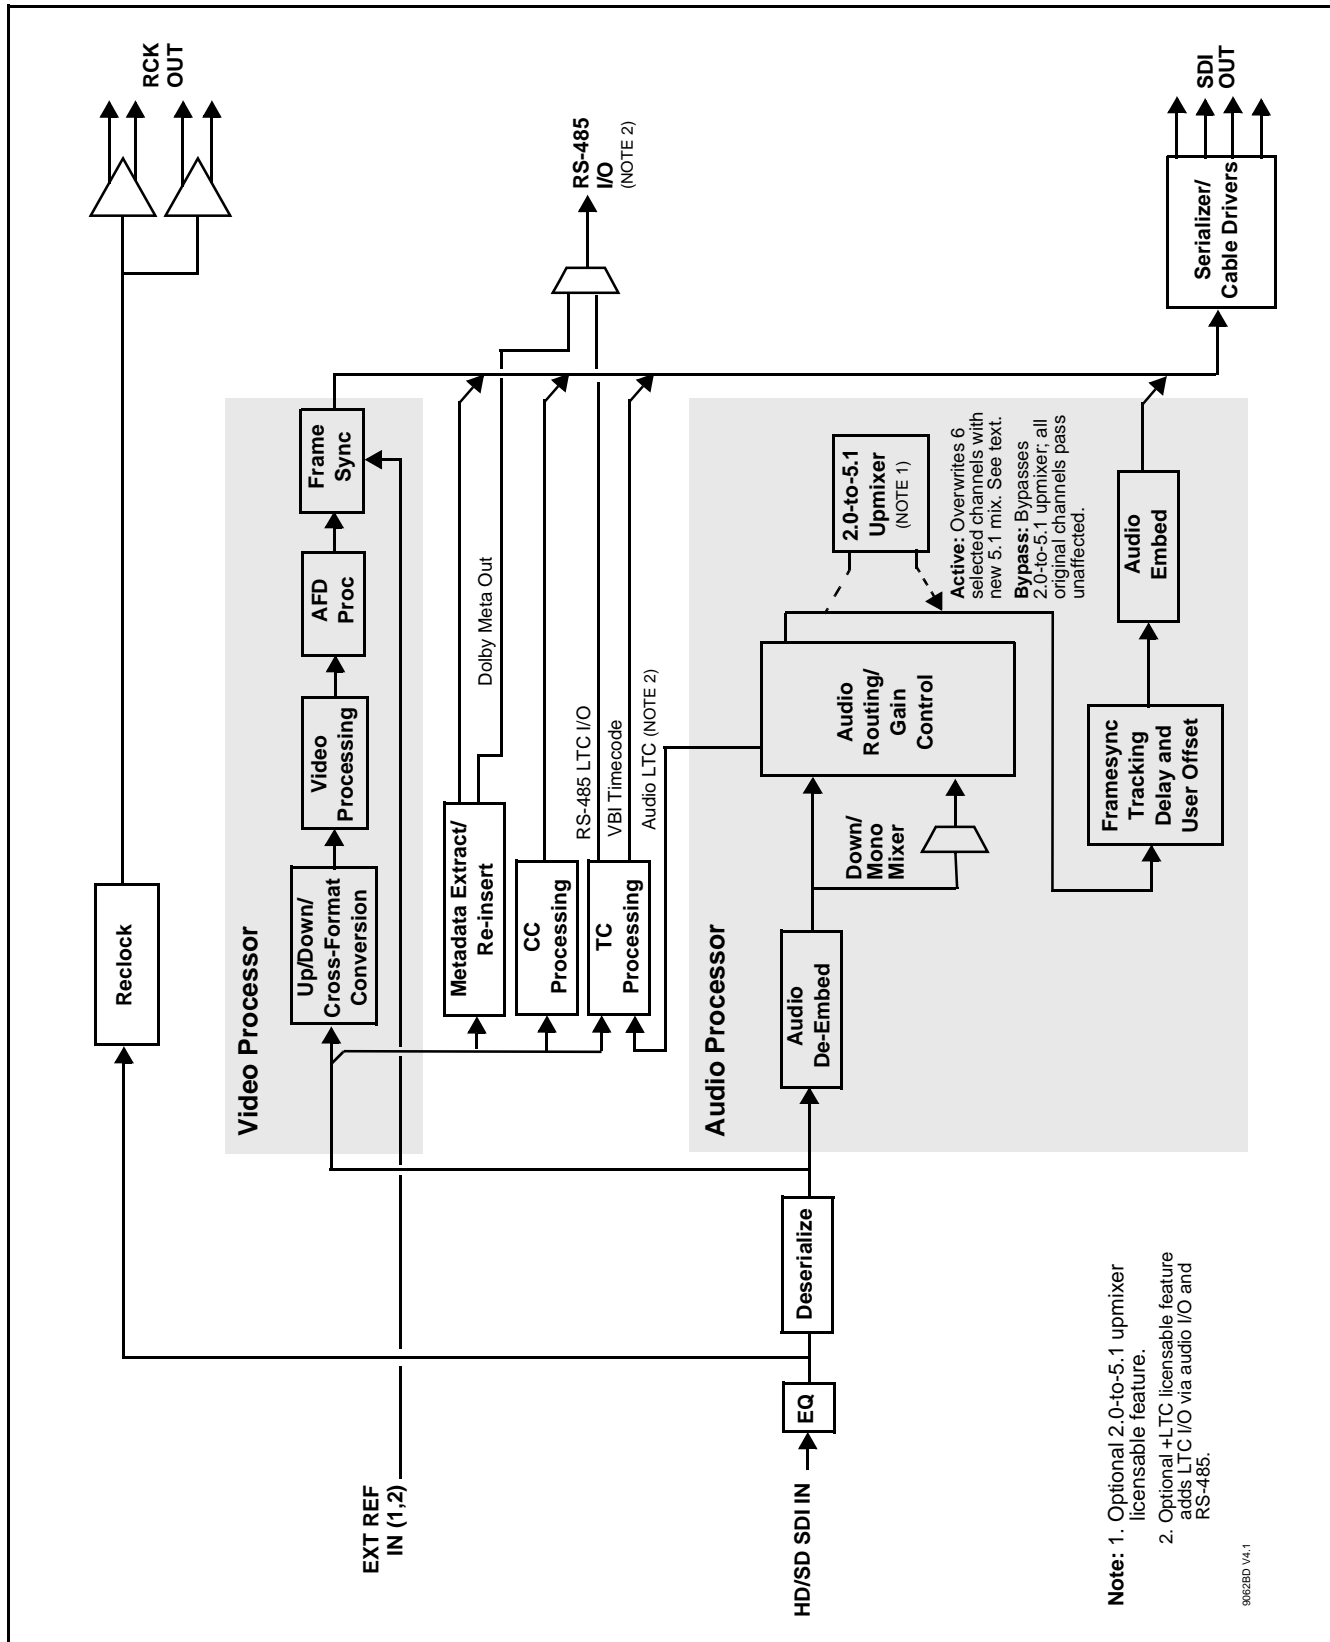 RCK
OUT
SDI
OUT
RS-485
I/O
(NOTE 2)
Serializer/
Cable Drivers
Reclock
Video Processor
Up/Down/
Cross-Format
Conversion
Video
Processing
AFD
Proc
Frame
Sync
Metadata Extract/
Re-insert
Dolby Meta Out
CC
Processing
RS-485 LTC I/O
TC
Processing
VBI Timecode
Audio LTC (NOTE 2)
Audio Processor
Audio
De-Embed
Down/
Mono
Mixer
Audio
Routing/
Gain
Control
2.0-to-5.1
Upmixer
(NOTE 1)
Active: Overwrites 6
selected channels with
new 5.1 mix. See text.
Bypass: Bypasses
2.0-to-5.1 upmixer; all
original channels pass
unaffected.
Framesync
Tracking
Delay and
User Offset
Audio
Embed
Deserialize
EQ
EXT REF
IN (1,2)
HD/SD SDI IN
Note: 1. Optional 2.0-to-5.1 upmixer
licensable feature.
2. Optional +LTC licensable feature
adds LTC I/O via audio I/O and
RS-485.
9062BD V4.1